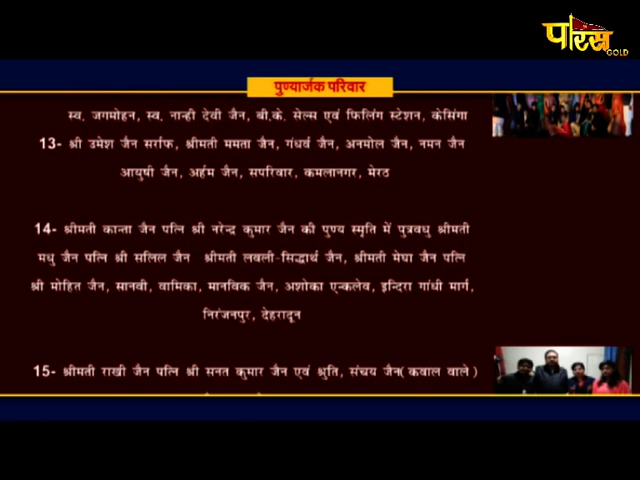 पारस
GOLD
पुण्यार्जक परिवार
स्व. जगमोहन, स्व. नान्ही देवी जैन, बी.के. सेल्स एवं फिलिंग स्टेशन, केसिंगा
13- श्री उमेश जैन सर्राफ, श्रीमती ममता जैन, गंधर्व जैन, अनमोल जैन, नमन जैन
आयुषी जैन, अर्हम जैन, सपरिवार, कमलानगर, मेरठ
14- श्रीमती कान्ता जैन पत्नि श्री नरेन्द्र कुमार जैन की पुण्य स्मृति में पुत्रवधु श्रीमती
मधु जैन पत्नि श्री सलिल जैन श्रीमती लवली-सिद्धार्थ जैन, श्रीमती मेघा जैन पत्नि
श्री मोहित जैन, सानवी, वामिका, मानविक जैन, अशोका एन्कलेव, इन्दिरा गांधी मार्ग,
निरंजनपुर, देहरादून
15- श्रीमती राखी जैन पत्नि श्री सनत कुमार जैन एवं श्रुति, संचय जैन( कवाल वाले )